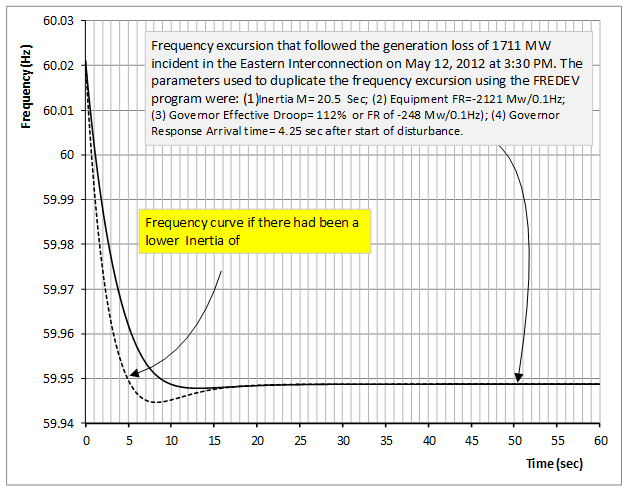 60.03
60.02
60.01
60
59.99
59.98
59.97
59.96
59.95
59.94
Frequency (Hz)
Frequency excursion that followed the generation loss of 1711 MW
incident in the Eastern Interconnection on May 12, 2012 at 3:30 PM. The
parameters used to duplicate the frequency excursion using the FREDEV
program were: (1)Inertia M= 20.5 Sec; (2) Equipment FR=-2121 Mw/0.1Hz;
(3) Governor Effective Droop= 112% or FR of -248 Mw/0.1Hz); (4) Governor
Response Arrival time= 4.25 sec after start of disturbance.
Frequency curve if there had been a
lower Inertia of
0 5 10 15 20 25 30 35 40 45 50 55 60
Time (sec)